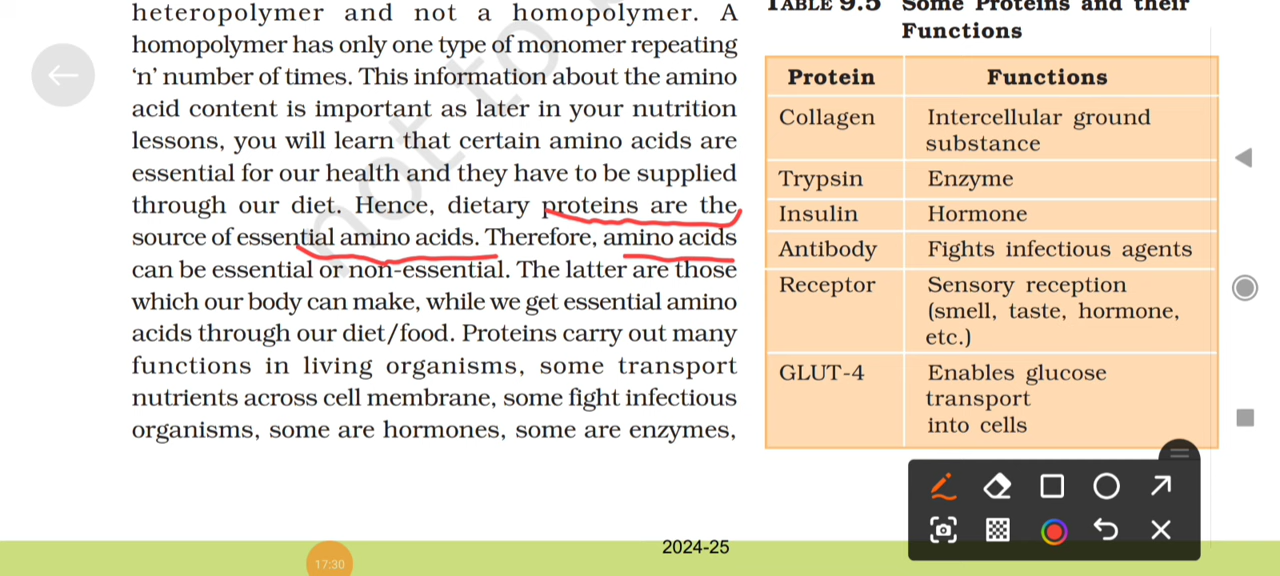 heteropolymer and not a homopolymer. A
homopolymer has only one type of monomer repeating
‘n’ number of times. This information about the amino
acid content is important as later in your nutrition
lessons, you will learn that certain amino acids are
essential for our health and they have to be supplied
through our diet. Hence, dietary proteins are the
source of essential amino acids. Therefore, amino acids
can be essential or non-essential. The latter are those
which our body can make, while we get essential amino
acids through our diet/food. Proteins carry out many
functions in living organisms, some transport
nutrients across cell membrane, some fight infectious
organisms, some are hormones, some are enzymes,
TABLE 9.5 Some Proteins and their
Functions
Protein Functions
Collagen Intercellular ground
substance
Trypsin Enzyme
Insulin Hormone
Antibody Fights infectious agents
Receptor Sensory reception
(smell, taste, hormone,
etc.)
GLUT-4 Enables glucose
transport
into cells
not to
17:30
2024-25